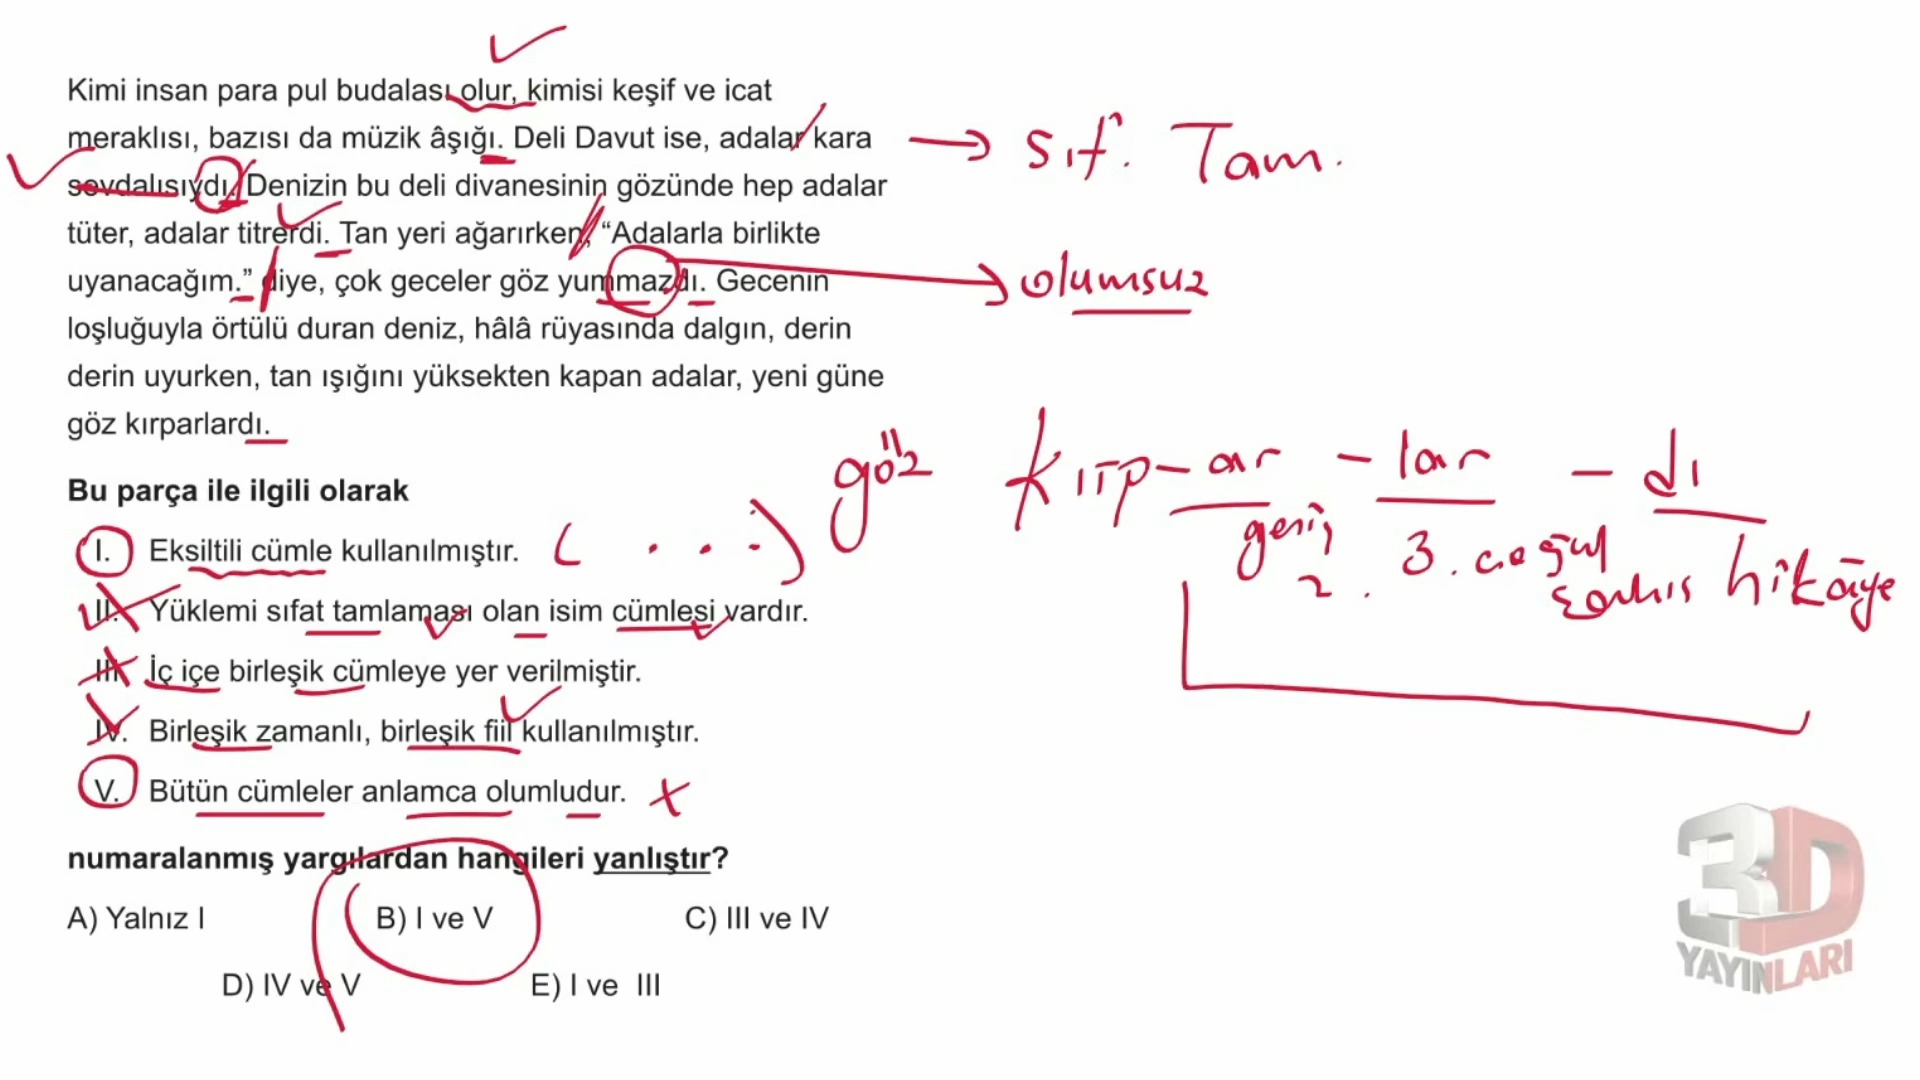 Kimi insan para pul budalası olur, kimisi keşif ve icat
meraklısı, bazısı da müzik âşığı. Deli Davut ise, adalar kara
sevdalısıydı. Denizin bu deli divanesinin gözünde hep adalar
tüter, adalar titrerdi. Tan yeri ağarırken, “Adalarla birlikte
uyanacağım.” diye, çok geceler göz yummazdı. Gecenin
loşluğuyla örtülü duran deniz, hâlâ rüyasında dalgın, derin
derin uyurken, tan ışığını yüksekten kapan adalar, yeni güne
göz kırparlardı.
sıf. Tam.
olumsuz
Bu parça ile ilgili olarak
I. Eksiltili cümle kullanılmıştır. (...)
II. Yüklemi sıfat tamlaması olan isim cümlesi vardır.
III. İç içe birleşik cümleye yer verilmiştir.
IV. Birleşik zamanlı, birleşik fiil kullanılmıştır.
V. Bütün cümleler anlamca olumludur.
göz kırp-ar -lar -dı
geniş z. 3. çoğul şahıs hikâye
numaralanmış yargılardan hangileri yanlıştır?
A) Yalnız I B) I ve V C) III ve IV
D) IV ve V E) I ve III
3D
YAYINLARI